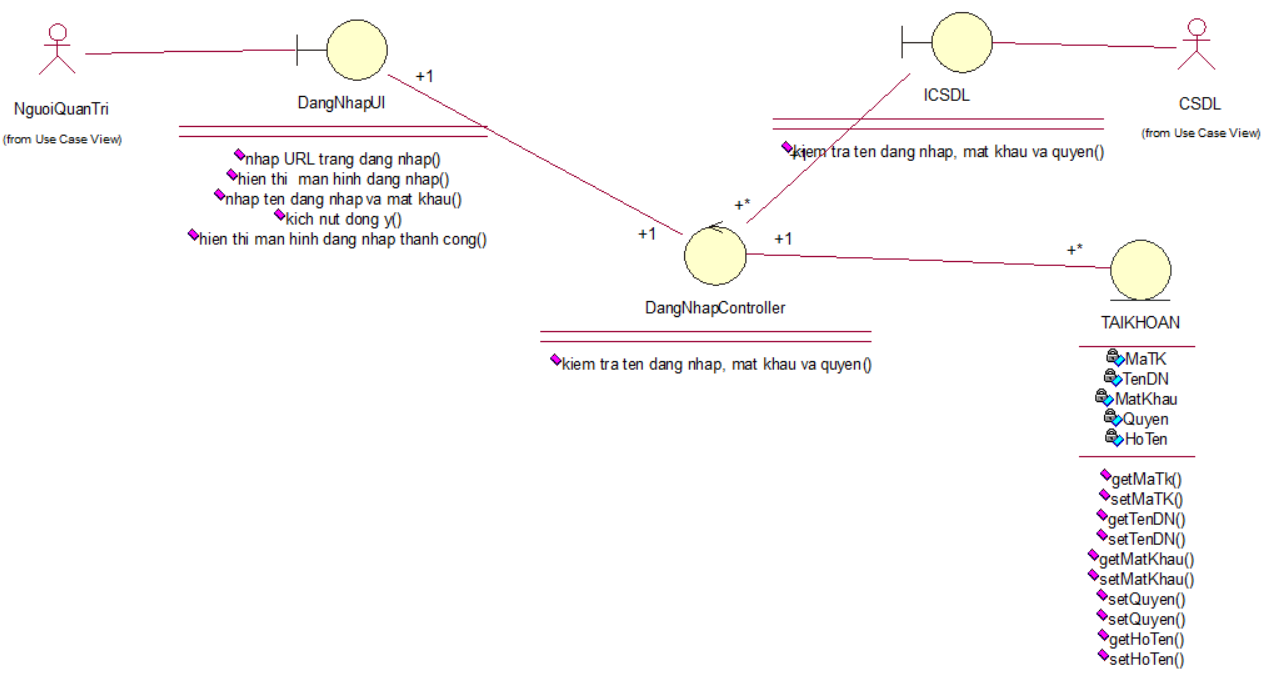 NguoiQuanTri
(from Use Case View)
DangNhapUI
nhap URL trang dang nhap()
hien thi man hinh dang nhap()
nhap ten dang nhap va mat khau()
kich nut dong y()
hien thi man hinh dang nhap thanh cong()
+1
ICSDL
kiem tra ten dang nhap, mat khau va quyen()
+1
CSDL
(from Use Case View)
+*
+1
+1
+*
DangNhapController
kiem tra ten dang nhap, mat khau va quyen()
TAIKHOAN
MaTK
TenDN
MatKhau
Quyen
HoTen
getMaTk()
setMaTK()
getTenDN()
setTenDN()
getMatKhau()
setMatKhau()
setQuyen()
setQuyen()
getHoTen()
setHoTen()